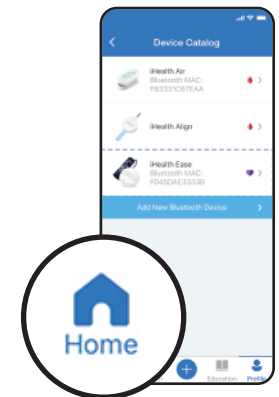 Device Catalog
iHealth Air
Bluetooth MAC:
F83331C67EAA
iHealth Align
iHealth Ease
Bluetooth MAC:
F045DAE3333B
Add New Bluetooth Device
Home
Education
Profile